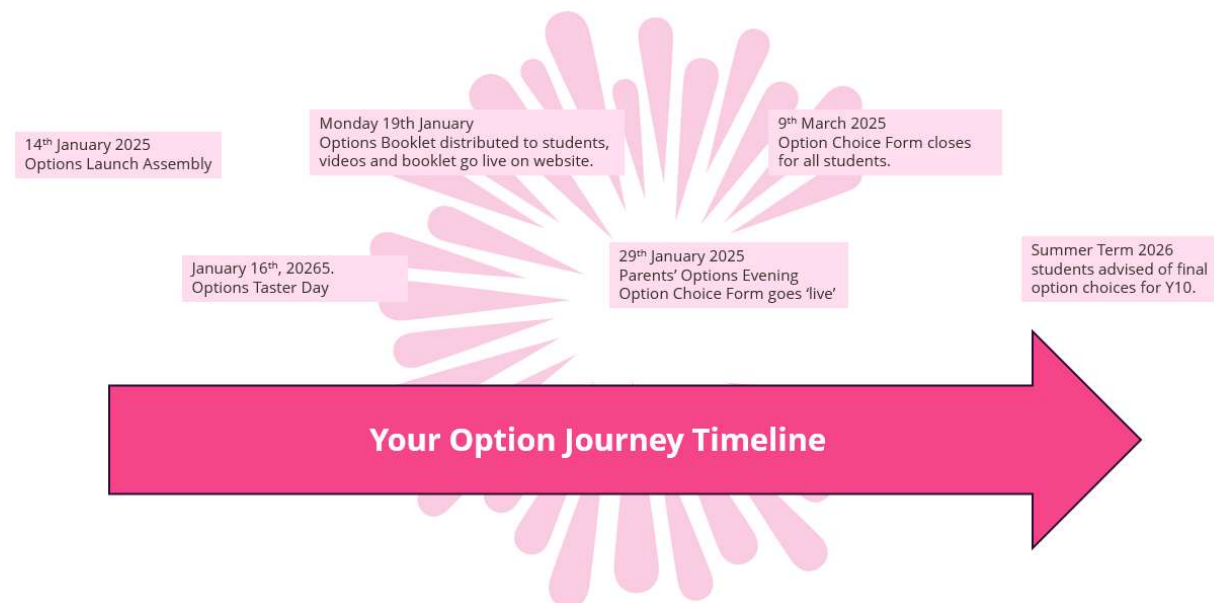 14th January 2025
Options Launch Assembly
January 16th, 20265.
Options Taster Day
Monday 19th January
Options Booklet distributed to students,
videos and booklet go live on website.
29th January 2025
Parents’ Options Evening
Option Choice Form goes ‘live’
9th March 2025
Option Choice Form closes
for all students.
Summer Term 2026
students advised of final
option choices for Y10.
Your Option Journey Timeline